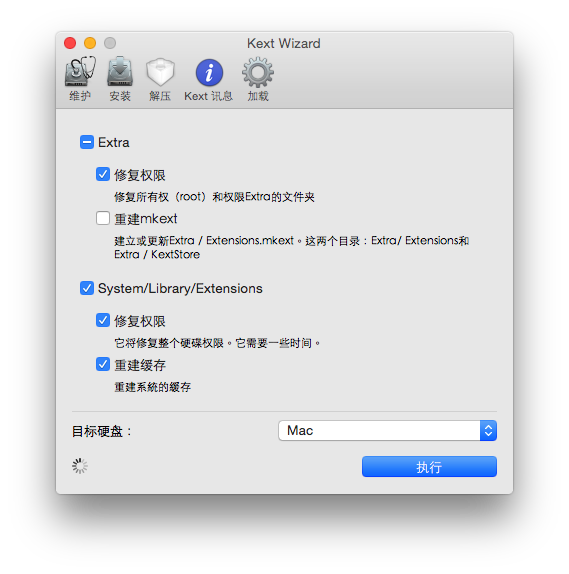 Kext Wizard
维护 安装 解压 Kext 讯息 加载
Extra
修复权限
修复所有权（root）和权限Extra的文件夹
重建mkext
建立或更新Extra / Extensions.mkext。这两个目录：Extra/ Extensions和
Extra / KextStore
System/Library/Extensions
修复权限
它将修复整个硬碟权限。它需要一些时间。
重建缓存
重建系統的缓存
目标硬盘： Mac
执行